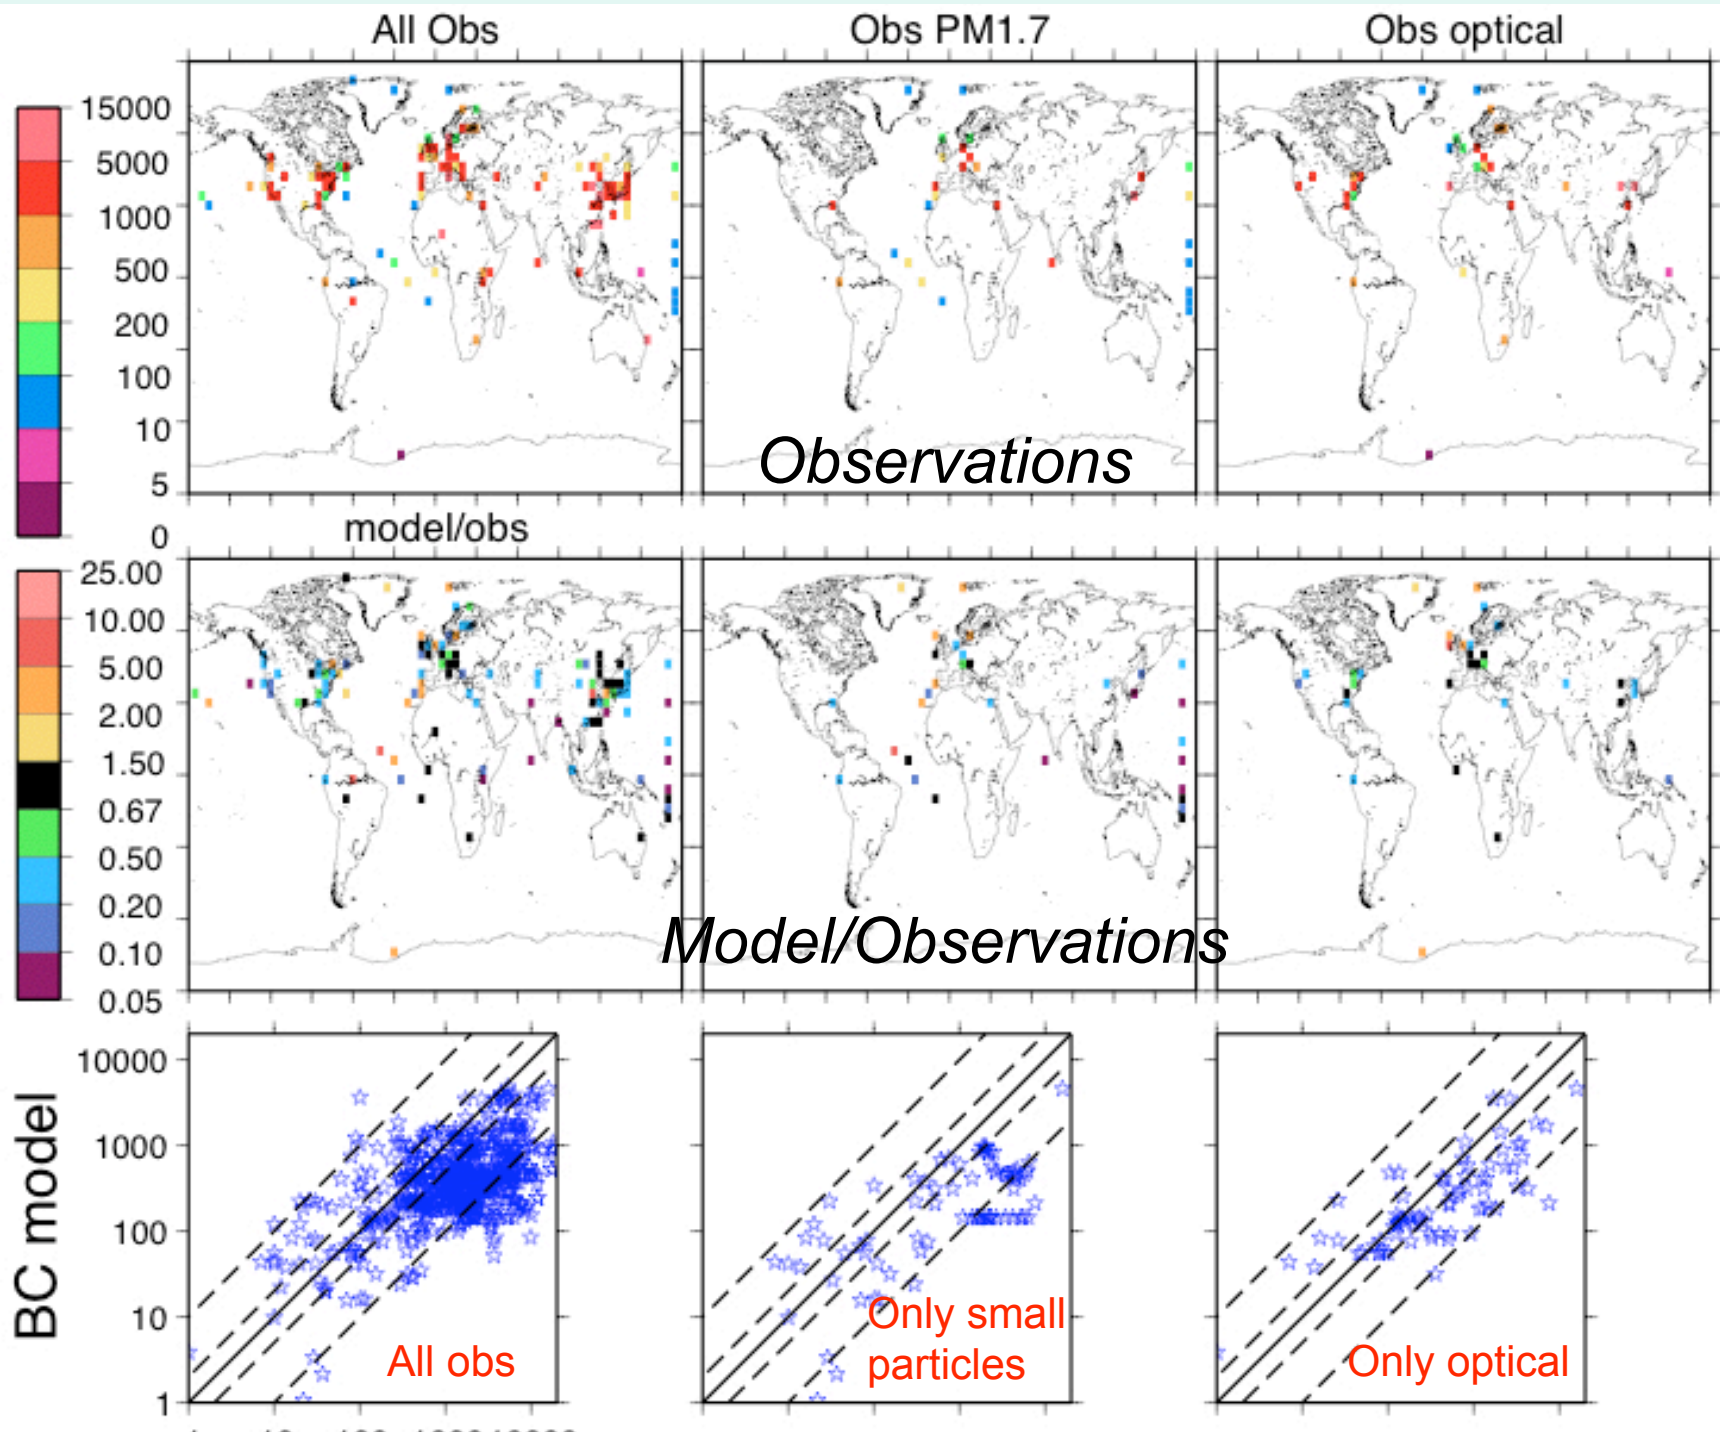 All Obs
Obs PM1.7
Obs optical
15000
5000
1000
500
200
100
10
5
0
Observations
model/obs
25.00
10.00
5.00
2.00
1.50
0.67
0.50
0.20
0.10
0.05
Model/Observations
BC model
10000
1000
100
10
1
All obs
Only small
particles
Only optical